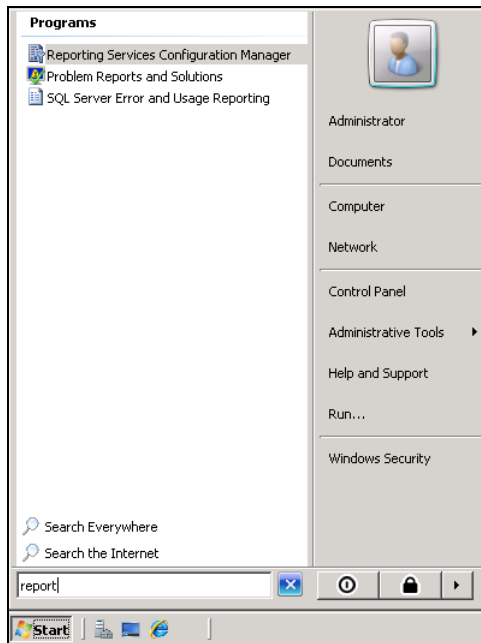 Programs
Reporting Services Configuration Manager
Problem Reports and Solutions
SQL Server Error and Usage Reporting
Search Everywhere
Search the Internet
report
Administrator
Documents
Computer
Network
Control Panel
Administrative Tools
Help and Support
Run...
Windows Security
Start